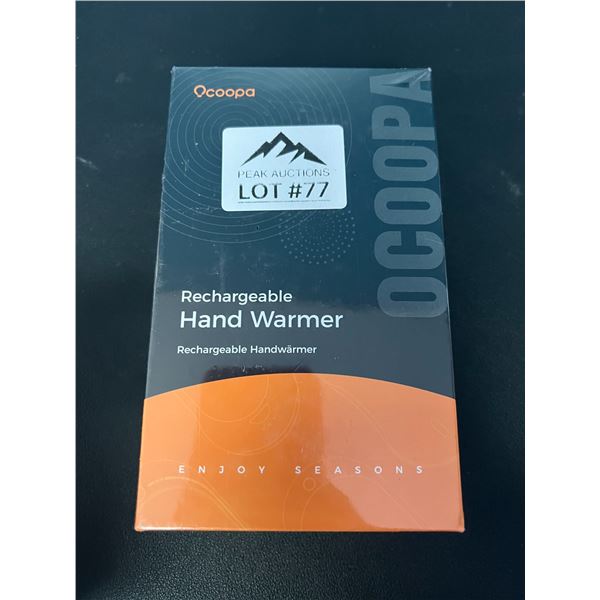 Ocoopa
OCOOPA
PEAK AUCTIONS
LOT #77
Rechargeable
Hand Warmer
Rechargeable Handwärmer
ENJOY SEASONS